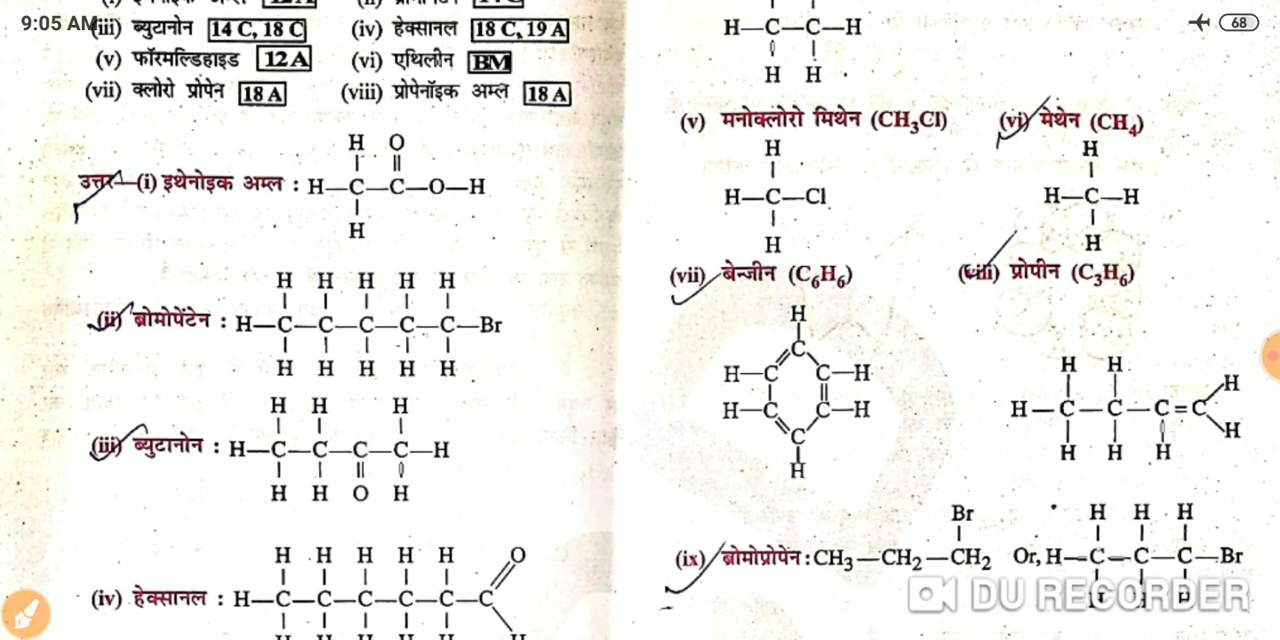 9:05 AM
(iii) ब्युटानोन 14 C, 18 C (iv) हेक्सानल 18 C, 19 A
(v) फॉरमल्डिहाइड 12 A (vi) एथिलीन BM
(vii) क्लोरो प्रोपेन 18 A (viii) प्रोपेनॉइक अम्ल 18 A
H O
उत्तर—(i) इथेनोइक अम्ल : H—C—C—O—H
H
H H H H H
(ii) ब्रोमोपेंटेन : H—C—C—C—C—C—Br
H H H H H
H H H
(iii) ब्युटानोन : H—C—C—C—C—H
H H O H
H H H H H O
(iv) हेक्सानल : H—C—C—C—C—C—C
68
H—C—C—H
H H
(v) मनोक्लोरो मिथेन (CH₃Cl) (vi) मेथेन (CH₄)
H H
H—C—Cl H—C—H
H H
(vii) बेन्जीन (C₆H₆) (viii) प्रोपीन (C₃H₆)
H
C
H—C C—H
H—C C—H
C
H
H H H
H—C—C—C=C
H
H H H
Br H H H
(ix) ब्रोमोप्रोपेन : CH₃—CH₂—CH₂ Or, H—C—C—C—Br
DU RECORDER